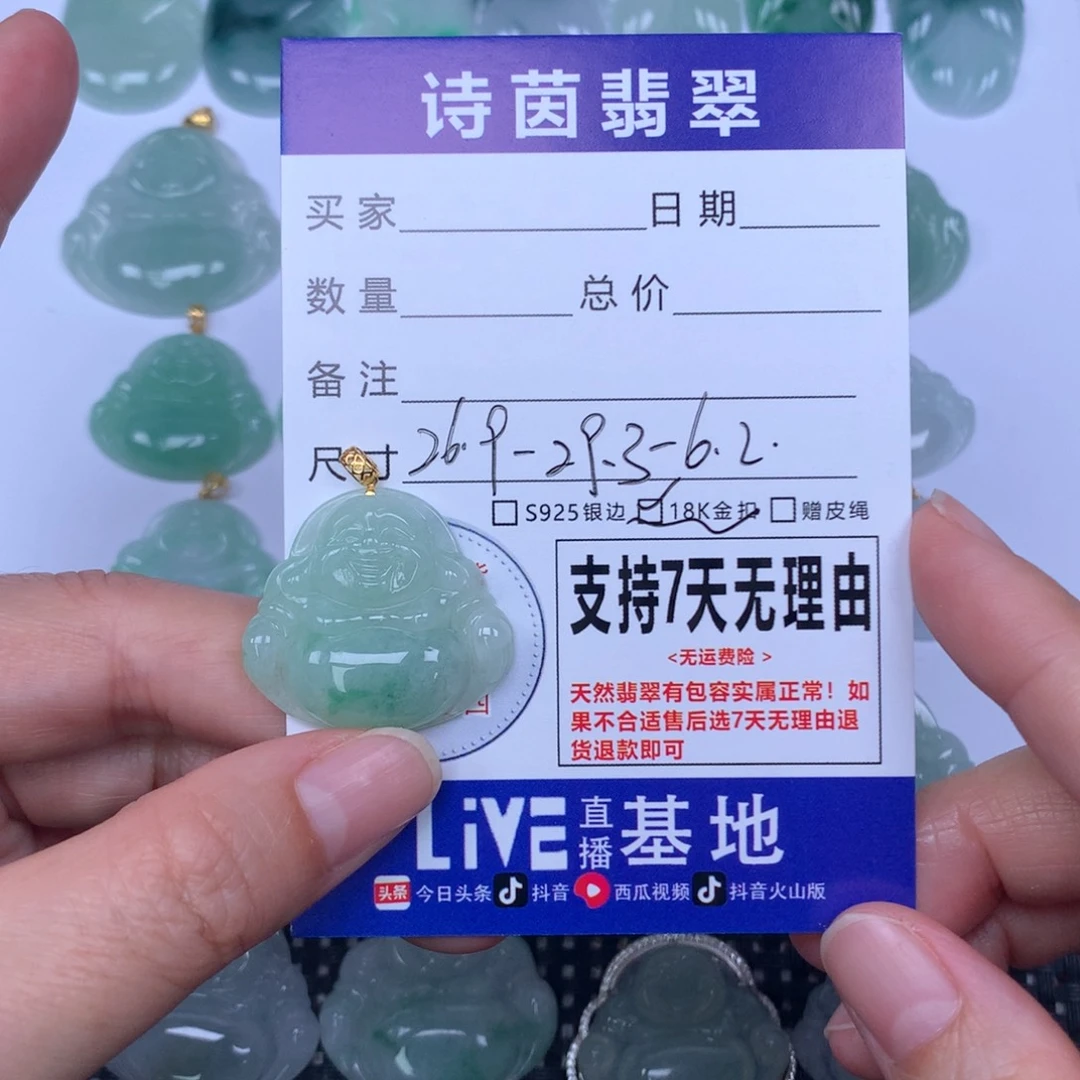 诗茵翡翠
买家 日期
数量 总价
备注
尺寸 26.9-29.3-6.2
S925银边 18K金扣 赠皮绳
支持7天无理由
<无运费险>
天然翡翠有包容实属正常！如
果不合适售后选7天无理由退
货退款即可
LiVE 直播 基地
头条 今日头条 抖音 西瓜视频 抖音火山版